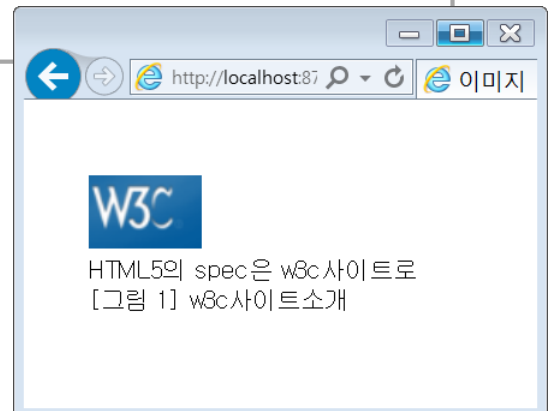 http://localhost:87
이미지
W3C
HTML5의 spec은 w3c사이트로
[그림 1] w3c사이트소개